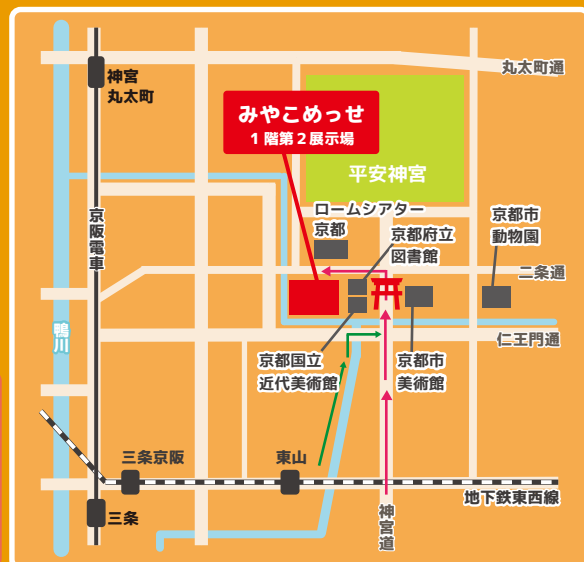 丸太町通
神宮
丸太町
みやこめっせ
1階第2展示場
平安神宮
ロームシアター
京都
京都府立
図書館
京都市
動物園
京阪電車
二条通
鴨川
仁王門通
京都国立
近代美術館
京都市
美術館
三条京阪
東山
地下鉄東西線
三条
神宮道